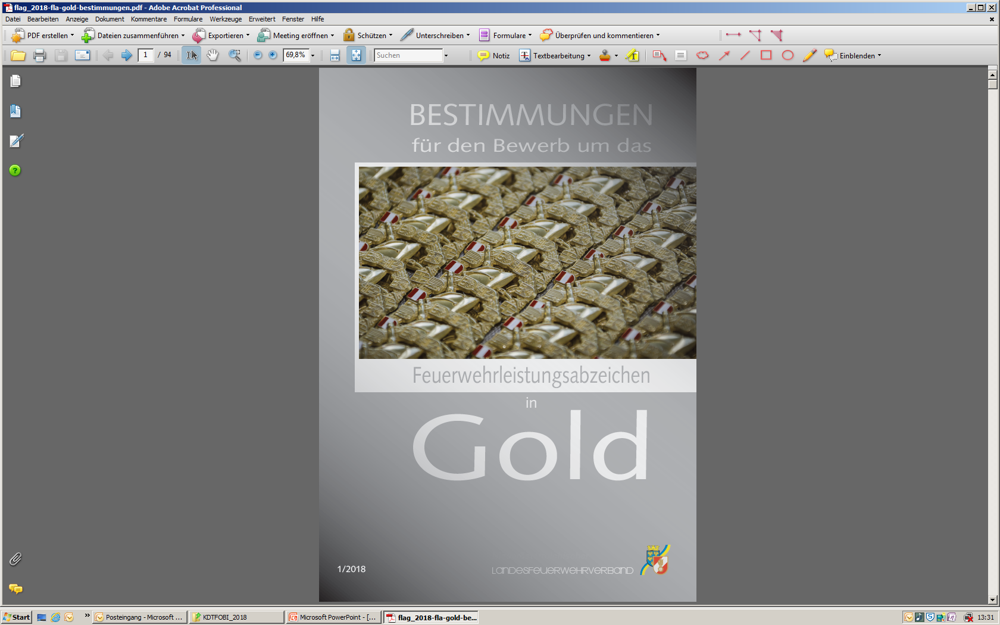 flag_2018-fla-gold-bestimmungen.pdf - Adobe Acrobat Professional
Datei Bearbeiten Anzeige Dokument Kommentare Formulare Werkzeuge Erweitert Fenster Hilfe
PDF erstellen Dateien zusammenführen Exportieren Meeting eröffnen Schützen Unterschreiben Formulare Überprüfen und kommentieren
1 / 94 69,8% Suchen Notiz Textbearbeitung Einblenden
BESTIMMUNGEN
für den Bewerb um das
Feuerwehrleistungsabzeichen
in
Gold
1/2018
LANDESFEUERWEHRVERBAND
Start » Posteingang - Microsoft ... KDTFOBI_2018 Microsoft PowerPoint - [... flag_2018-fla-gold-be... 13:31